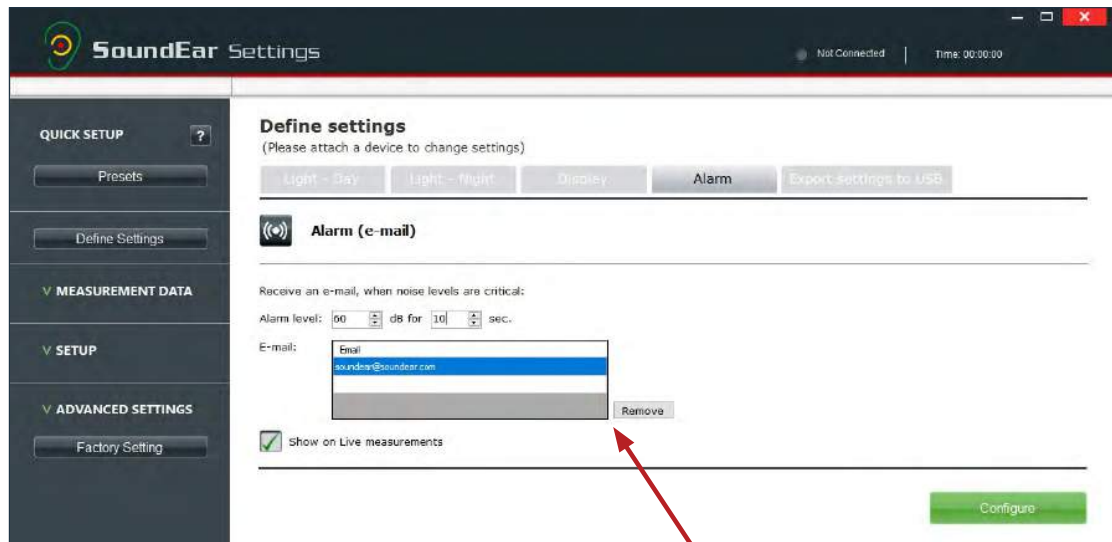 SoundEar Settings
Not Connected | Time: 00:00:00
QUICK SETUP ?
Presets
Define Settings
V MEASUREMENT DATA
V SETUP
V ADVANCED SETTINGS
Factory Setting
Define settings
(Please attach a device to change settings)
Light - Day Light - Night Display Alarm Export settings to USB
Alarm (e-mail)
Receive an e-mail, when noise levels are critical:
Alarm level: 60 dB for 10 sec.
E-mail:
Email
soundear@soundear.com
Remove
Show on Live measurements
Configure